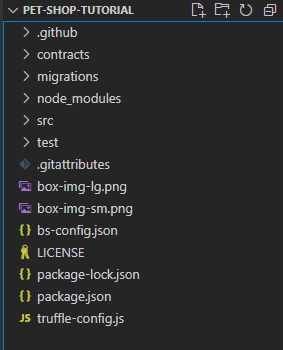 PET-SHOP-TUTORIAL
.github
contracts
migrations
node_modules
src
test
.gitattributes
box-img-lg.png
box-img-sm.png
{} bs-config.json
LICENSE
{} package-lock.json
{} package.json
JS truffle-config.js